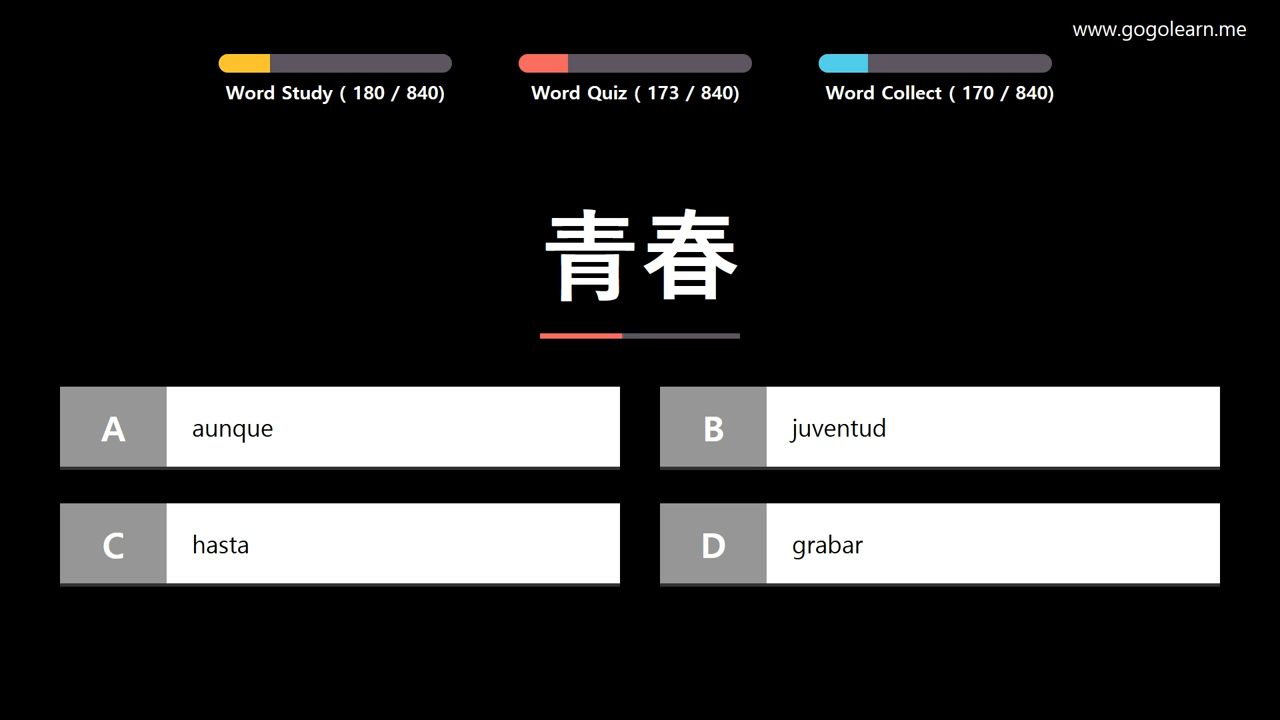 www.gogolearn.me
Word Study ( 180 / 840)
Word Quiz ( 173 / 840)
Word Collect ( 170 / 840)
青春
A aunque
B juventud
C hasta
D grabar